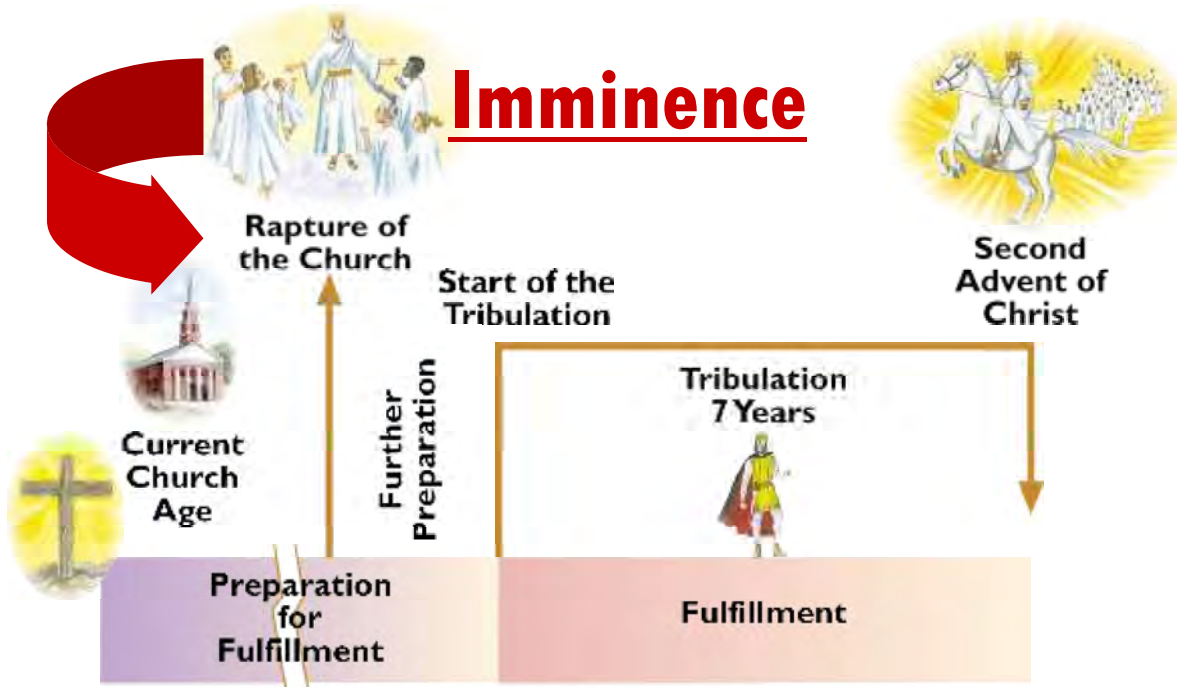 Imminence
Rapture of
the Church
Second
Advent of
Christ
Start of the
Tribulation
Current
Church
Age
Further
Preparation
Tribulation
7 Years
Preparation
for
Fulfillment
Fulfillment